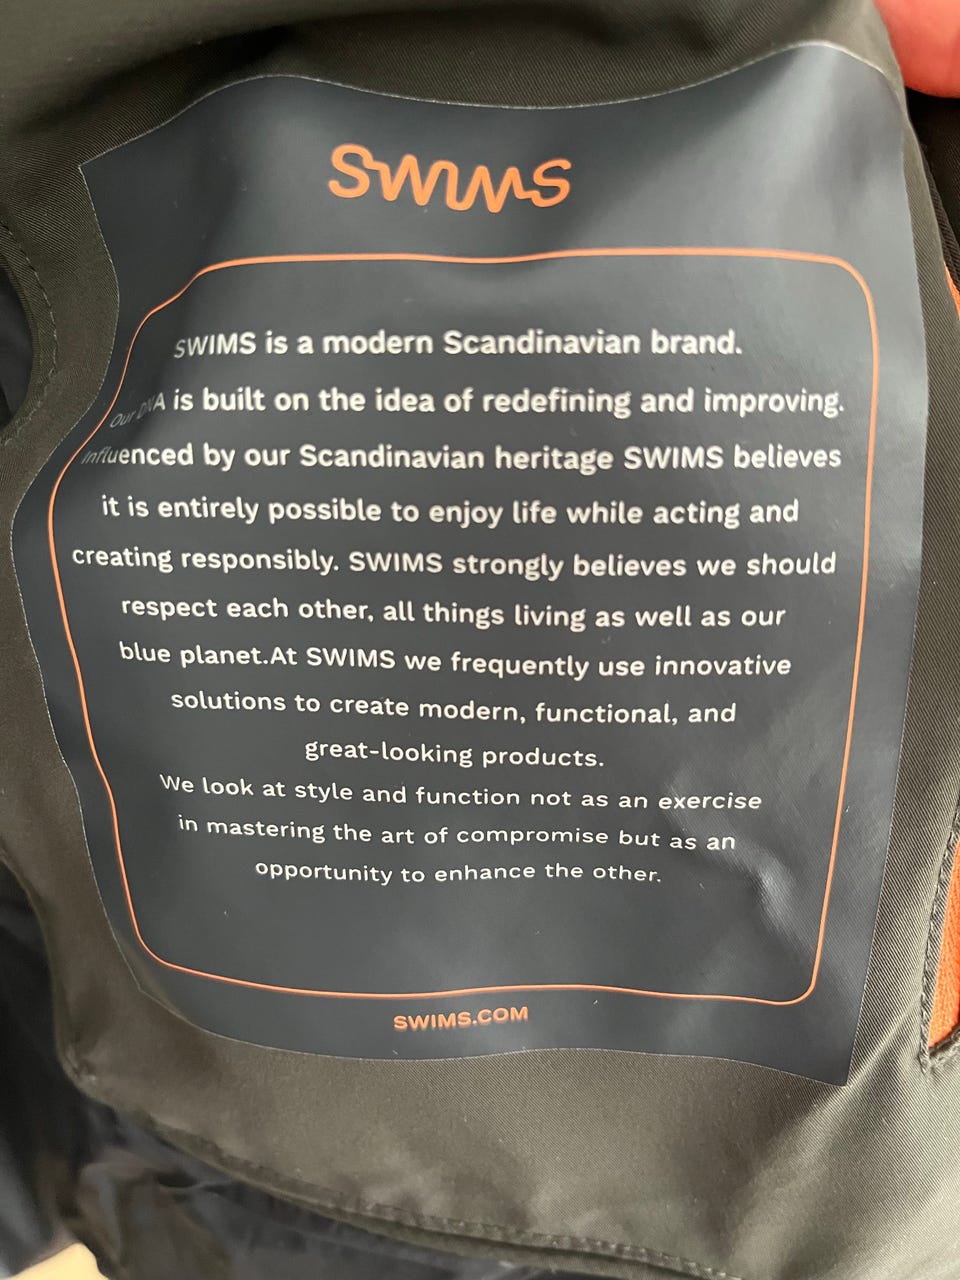 SWIMS
SWIMS is a modern Scandinavian brand.
Our DNA is built on the idea of redefining and improving.
Influenced by our Scandinavian heritage SWIMS believes
it is entirely possible to enjoy life while acting and
creating responsibly. SWIMS strongly believes we should
respect each other, all things living as well as our
blue planet.At SWIMS we frequently use innovative
solutions to create modern, functional, and
great-looking products.
We look at style and function not as an exercise
in mastering the art of compromise but as an
opportunity to enhance the other.
SWIMS.COM